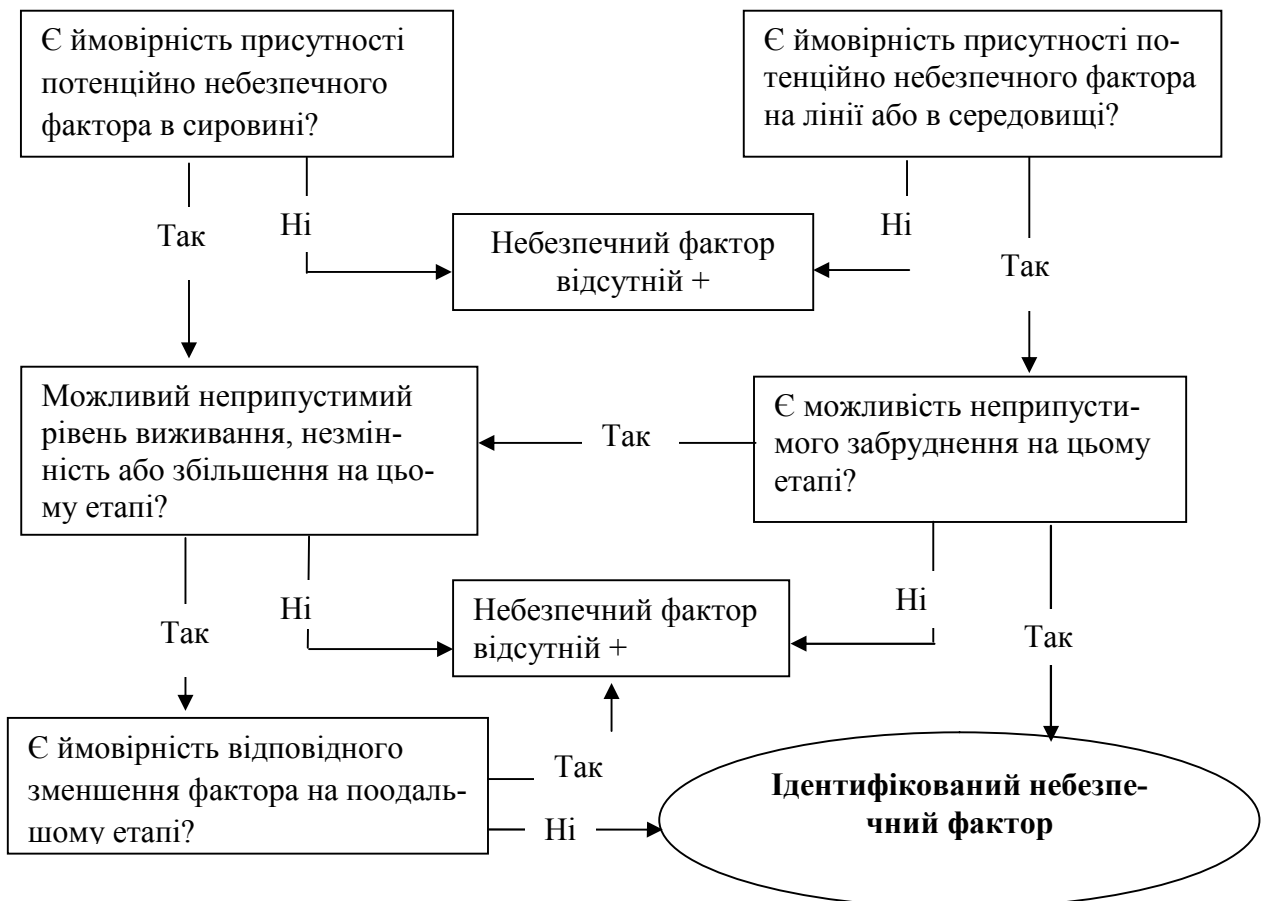 Є ймовірність присутності
потенційно небезпечного
фактора в сировині?
Є ймовірність присутності по-
тенційно небезпечного фактора
на лінії або в середовищі?
Так
Ні
Небезпечний фактор
відсутній +
Ні
Так
Можливий неприпустимий
рівень виживання, незмін-
ність або збільшення на цьо-
му етапі?
Так
Є можливість неприпусти-
мого забруднення на цьому
етапі?
Так
Ні
Небезпечний фактор
відсутній +
Ні
Так
Є ймовірність відповідного
зменшення фактора на поодаль-
шому етапі?
Так
Ні
Ідентифікований небезпе-
чний фактор